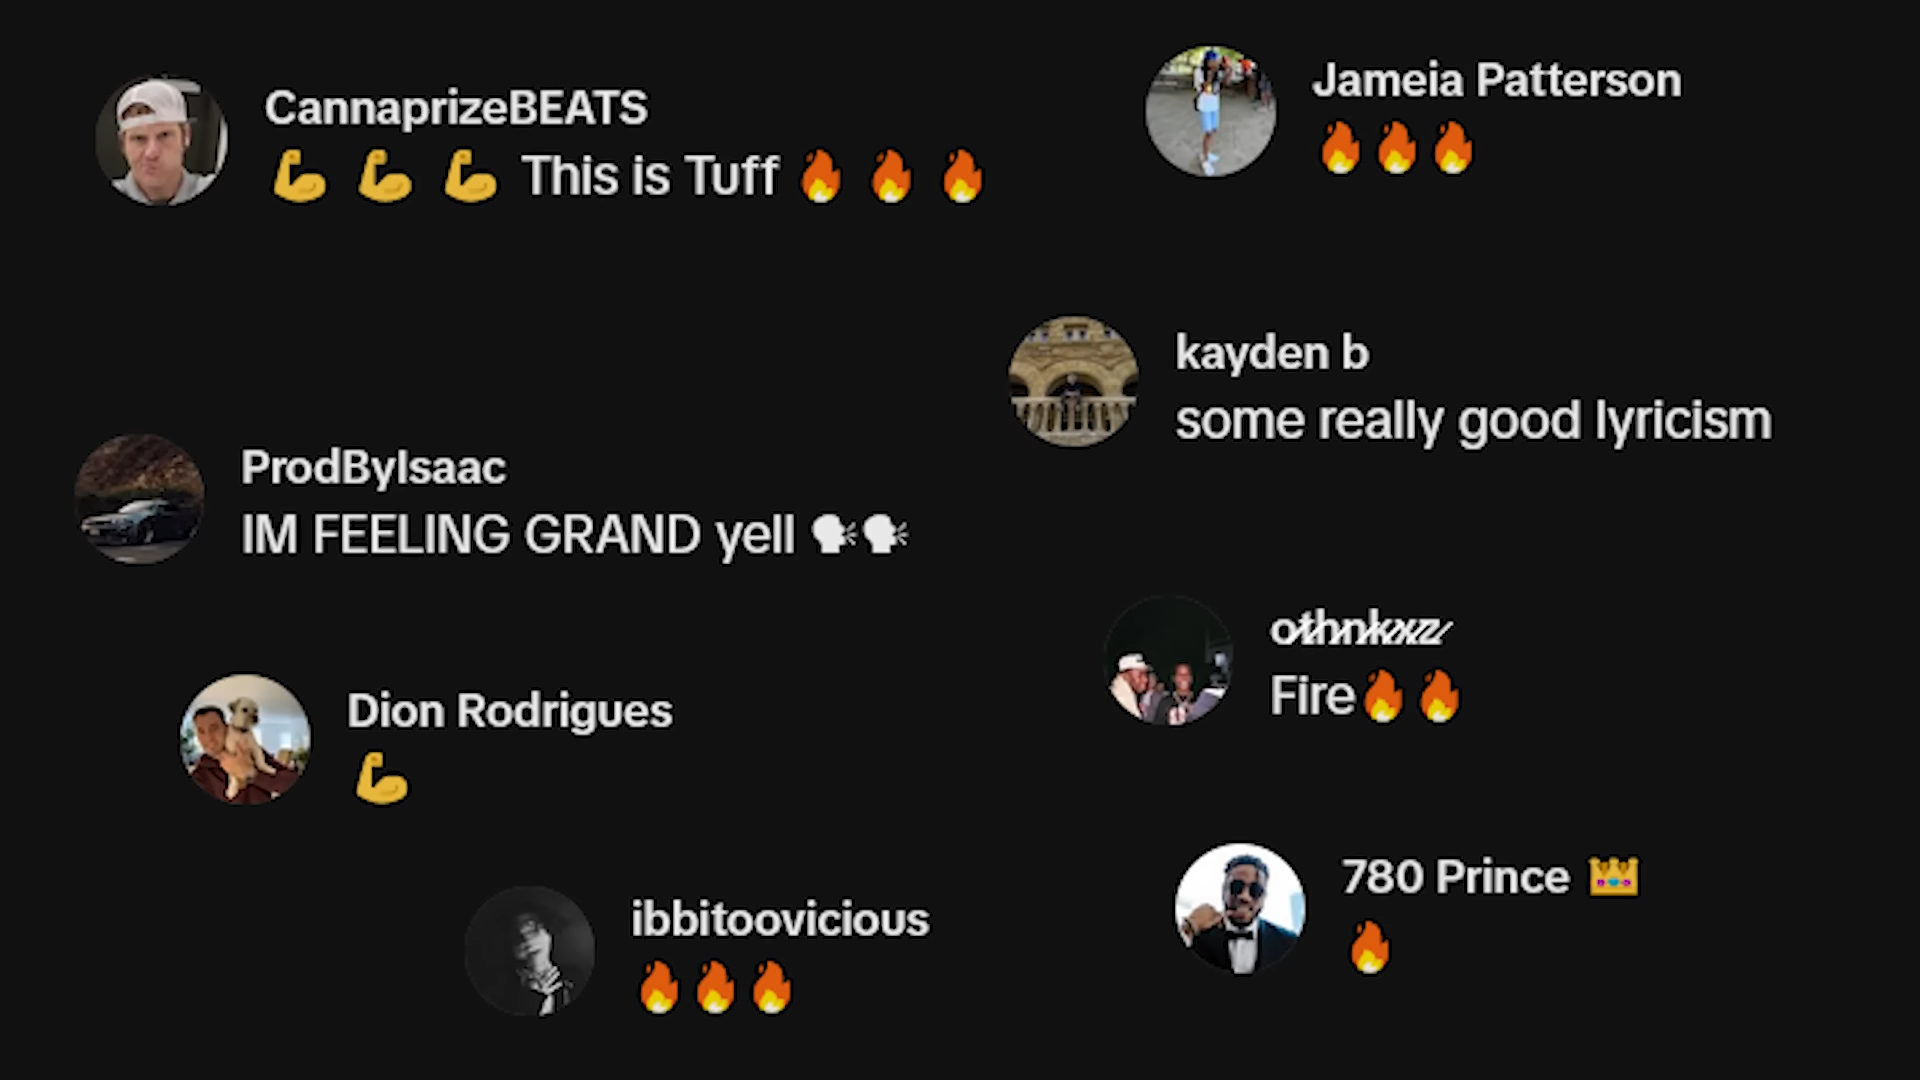 CannaprizeBEATS
💪 💪 💪 This is Tuff 🔥 🔥 🔥
Jameia Patterson
🔥🔥🔥
kayden b
some really good lyricism
ProdByIsaac
IM FEELING GRAND yell 🗣🗣
othnkxz
Fire🔥🔥
Dion Rodrigues
💪
780 Prince 👑
🔥
ibbitoovicious
🔥🔥🔥